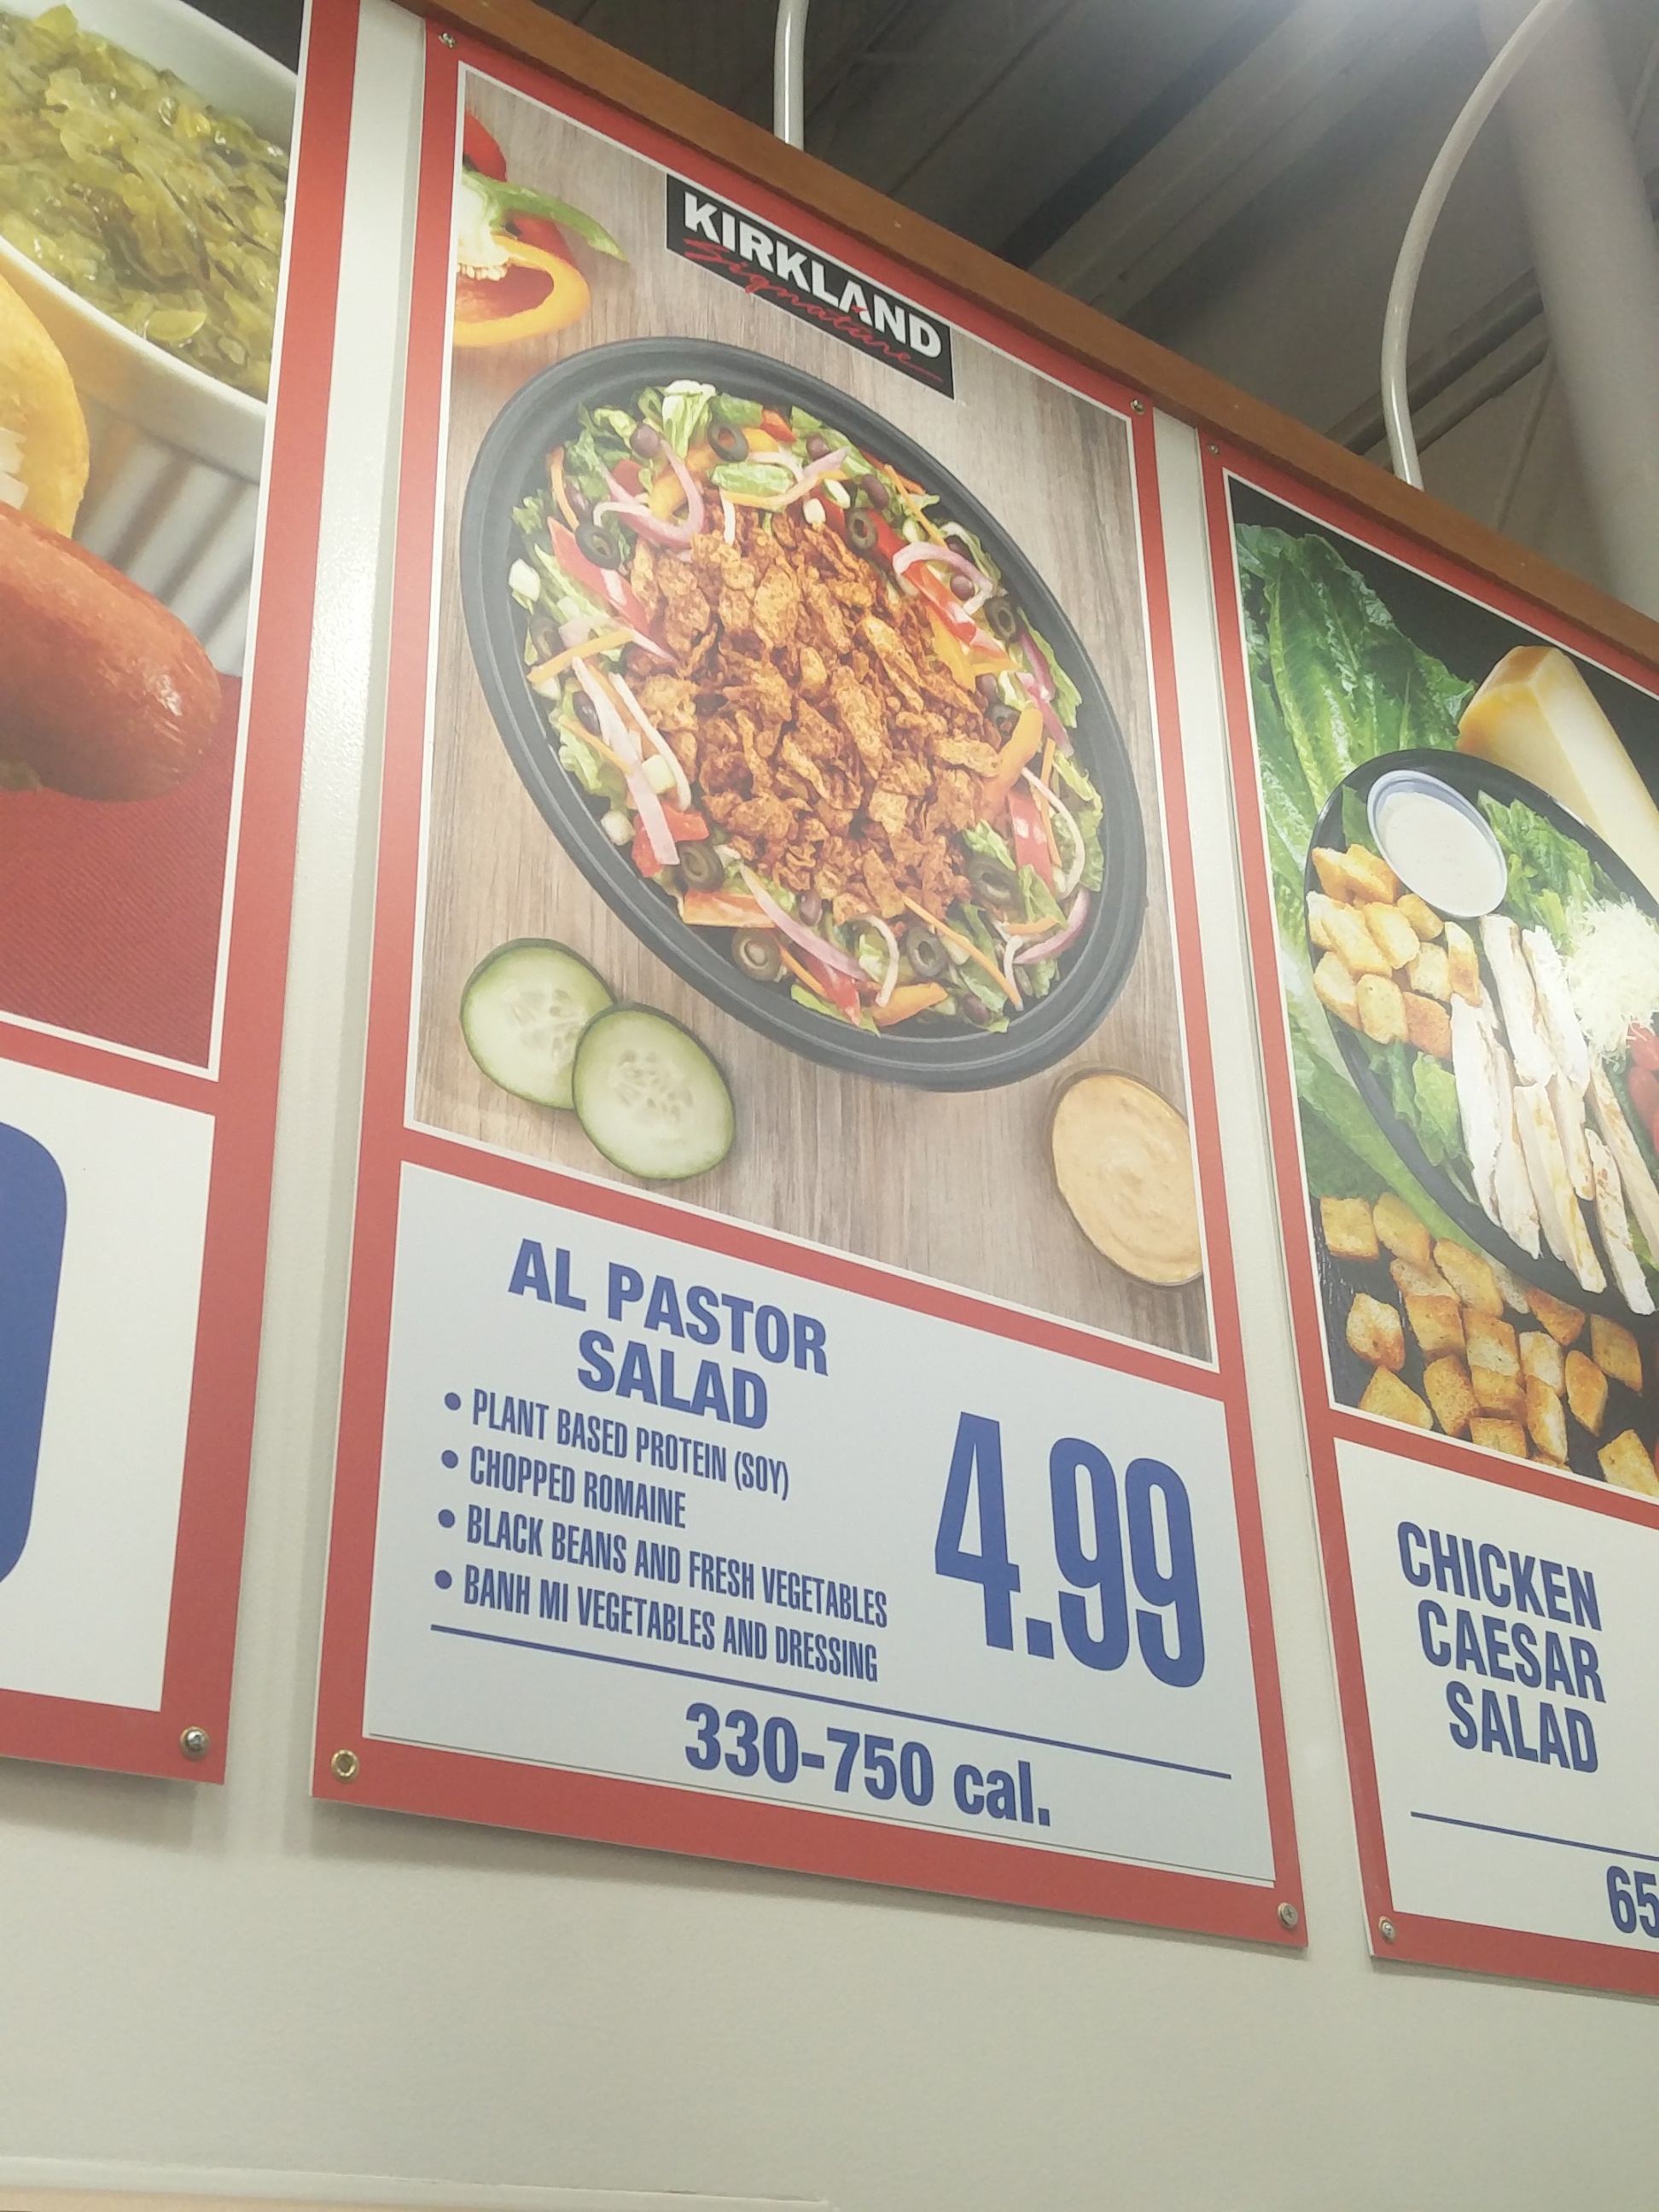 KIRKLAND
Signature
AL PASTOR
SALAD
• PLANT BASED PROTEIN (SOY)
• CHOPPED ROMAINE
• BLACK BEANS AND FRESH VEGETABLES
• BANH MI VEGETABLES AND DRESSING
4.99
330-750 cal.
CHICKEN
CAESAR
SALAD
65